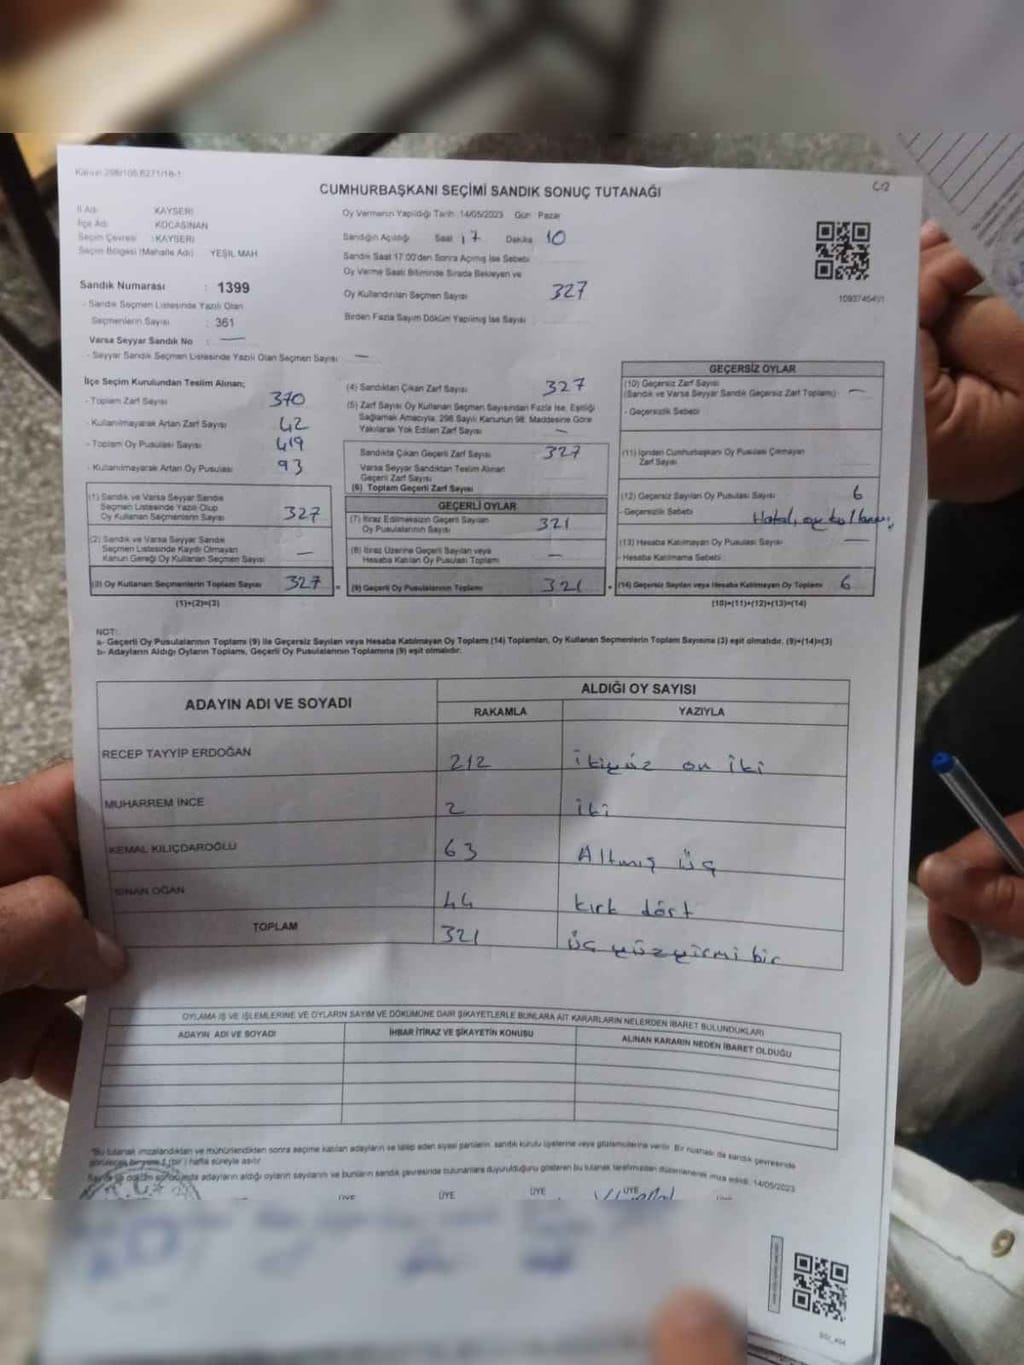 Kanun 298/105,6271/18-1
CUMHURBAŞKANI SEÇİMİ SANDIK SONUÇ TUTANAĞI
İl Adı KAYSERİ
İlçe Adı KOCASİNAN
Seçim Çevresi : KAYSERİ
Seçim Bölgesi (Mahalle Adı) YEŞİL MAH
Sandık Numarası : 1399
- Sandık Seçmen Listesinde Yazılı Olan
Seçmenlerin Sayısı : 361
Varsa Seyyar Sandık No : —
- Seyyar Sandık Seçmen Listesinde Yazılı Olan Seçmen Sayısı —
Oy Vermenin Yapıldığı Tarih :14/05/2023 Gün Pazar
Sandığın Açıldığı Saat 17 Dakika 10
Sandık Saat 17:00'den Sonra Açılmış İse Sebebi
Oy Verme Saati Bitiminde Sırada Bekleyen ve
Oy Kullandırılan Seçmen Sayısı 327
Birden Fazla Sayım Döküm Yapılmış İse Sayısı
İlçe Seçim Kurulundan Teslim Alınan;
- Toplam Zarf Sayısı 370
- Kullanılmayarak Artan Zarf Sayısı 42
- Toplam Oy Pusulası Sayısı 419
- Kullanılmayarak Artan Oy Pusulası 93
(1) Sandık ve Varsa Seyyar Sandık
Seçmen Listesinde Yazılı Olup
Oy Kullanan Seçmenlerin Sayısı 327
(2) Sandık ve Varsa Seyyar Sandık
Seçmen Listesinde Kaydı Olmayan
Kanun Gereği Oy Kullanan Seçmen Sayısı —
(3) Oy Kullanan Seçmenlerin Toplam Sayısı 327 =
(1)+(2)=(3)
(4) Sandıktan Çıkan Zarf Sayısı 327
(5) Zarf Sayısı Oy Kullanan Seçmen Sayısından Fazla İse, Eşitliği
Sağlamak Amacıyla, 298 Sayılı Kanunun 98. Maddesine Göre
Yakılarak Yok Edilen Zarf Sayısı —
Sandıkta Çıkan Geçerli Zarf Sayısı 327
Varsa Seyyar Sandıktan Teslim Alınan
Geçerli Zarf Sayısı
(6) Toplam Geçerli Zarf Sayısı
GEÇERLİ OYLAR
(7) İtiraz Edilmeksizin Geçerli Sayılan
Oy Pusulalarının Sayısı 321
(8) İtiraz Üzerine Geçerli Sayılan veya
Hesaba Katılan Oy Pusulası Toplamı —
(9) Geçerli Oy Pusulalarının Toplamı 321 +
GEÇERSİZ OYLAR
(10) Geçersiz Zarf Sayısı
(Sandık ve Varsa Seyyar Sandık Geçersiz Zarf Toplamı) —
- Geçersizlik Sebebi
(11) İçinden Cumhurbaşkanı Oy Pusulası Çıkmayan
Zarf Sayısı
(12) Geçersiz Sayılan Oy Pusulası Sayısı 6
- Geçersizlik Sebebi Hatalı oy
(13) Hesaba Katılmayan Oy Pusulası Sayısı —
- Hesaba Katılmama Sebebi
(14) Geçersiz Sayılan veya Hesaba Katılmayan Oy Toplamı 6
(10)+(11)+(12)+(13)=(14)
NOT:
a- Geçerli Oy Pusulalarının Toplamı (9) ile Geçersiz Sayılan veya Hesaba Katılmayan Oy Toplamı (14) Toplamları, Oy Kullanan Seçmenlerin Toplam Sayısına (3) eşit olmalıdır. (9)+(14)=(3)
b- Adayların Aldığı Oyların Toplamı, Geçerli Oy Pusulalarının Toplamına (9) eşit olmalıdır.
ADAYIN ADI VE SOYADI
ALDIĞI OY SAYISI
RAKAMLA YAZIYLA
RECEP TAYYİP ERDOĞAN 212 ikiyüz on iki
MUHARREM İNCE 2 iki
KEMAL KILIÇDAROĞLU 63 Altmış üç
SİNAN OĞAN 44 kırk dört
TOPLAM 321 üç yüzyirmi bir
OYLAMA İŞ VE İŞLEMLERİNE VE OYLARIN SAYIM VE DÖKÜMÜNE DAİR ŞİKAYETLERLE BUNLARA AİT KARARLARIN NELERDEN İBARET BULUNDUKLARI
ADAYIN ADI VE SOYADI İHBAR İTİRAZ VE ŞİKAYETİN KONUSU ALINAN KARARIN NEDEN İBARET OLDUĞU
"Bu tutanak imzalandıktan ve mühürlendikten sonra seçime katılan adayların ve talep eden siyasi partilerin, sandık kurulu üyelerine veya gözlemcilerine verilir. Bir nüshası da sandık çevresinde
1 (bir) hafta süreyle asılır
adayların aldığı oyların sayılarını ve bunların sandık çevresinde bulunanlara duyurulduğunu gösteren bu tutanak tarafımızdan düzenlenerek imza edildi. 14/05/2023
ÜYE ÜYE ÜYE ÜYE ÜYE